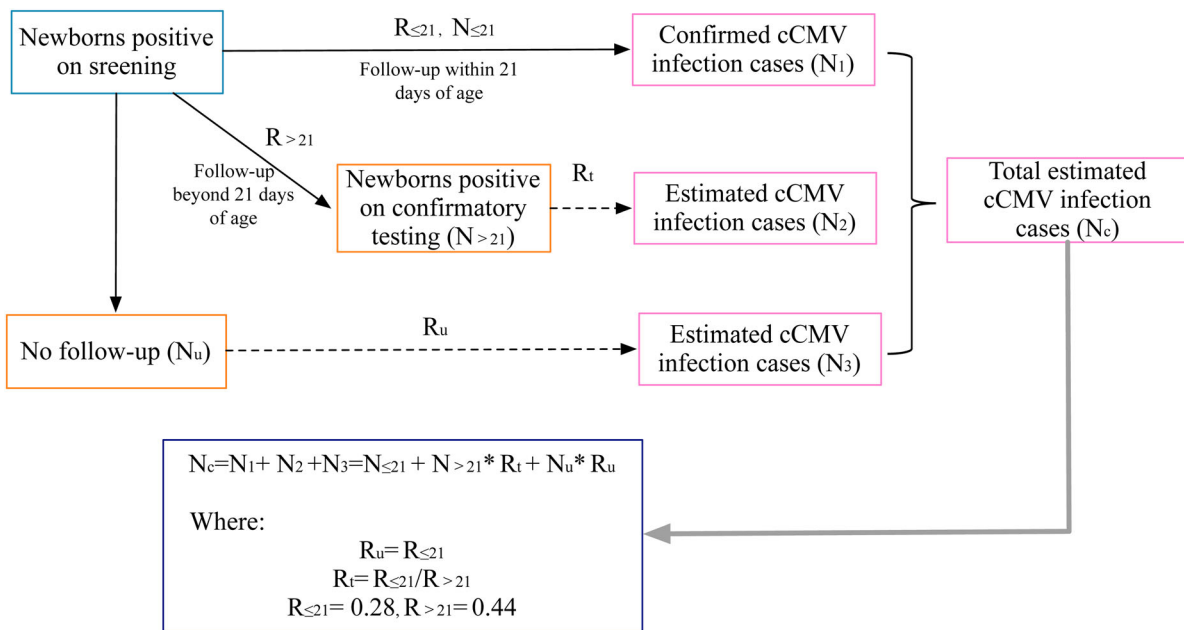 Newborns positive
on sreening
R≤21, N≤21
Follow-up within 21
days of age
Confirmed cCMV
infection cases (N1)
R >21
Follow-up
beyond 21 days
of age
Newborns positive
on confirmatory
testing (N >21)
Rt
Estimated cCMV
infection cases (N2)
Total estimated
cCMV infection
cases (Nc)
No follow-up (Nu)
Ru
Estimated cCMV
infection cases (N3)
Nc=N1+ N2 +N3=N≤21 + N >21* Rt + Nu* Ru
Where:
Ru= R≤21
Rt= R≤21/R >21
R≤21= 0.28, R >21= 0.44